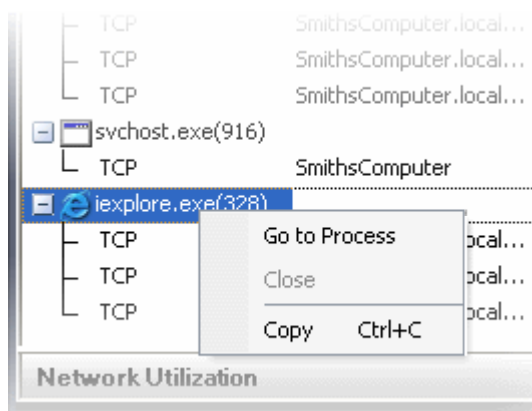 TCP SmithsComputer.local...
TCP SmithsComputer.local...
TCP SmithsComputer.local...
svchost.exe(916)
TCP SmithsComputer
iexplore.exe(328)
Go to Process
TCP ocal...
Close
TCP ocal...
Copy Ctrl+C
TCP ocal...
Network Utilization